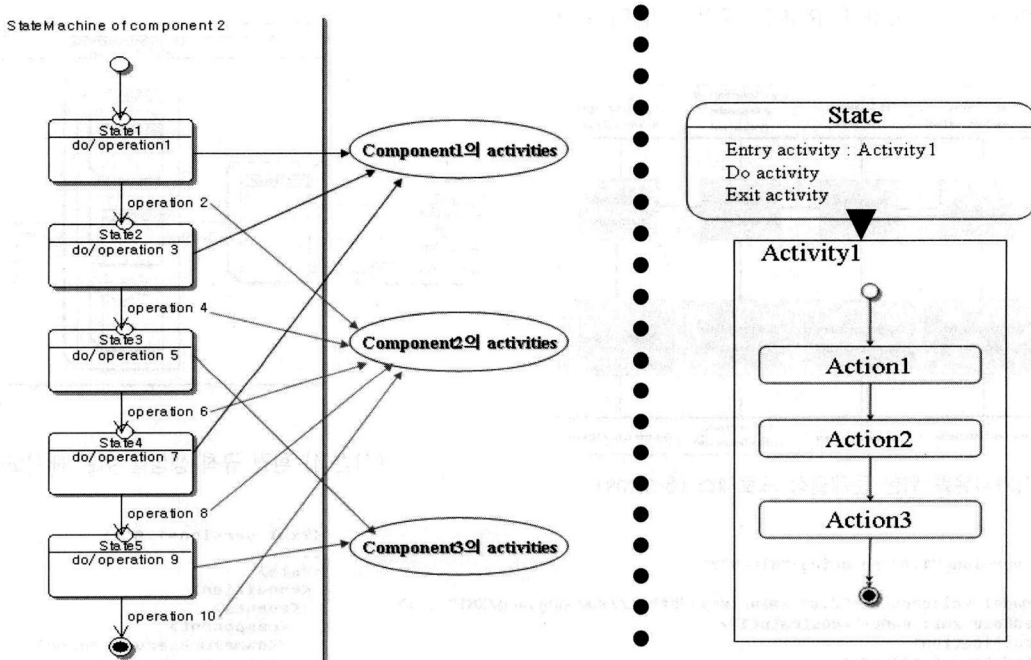 StateMachine of component 2
State1
do/operation1
operation 2
State2
do/operation 3
operation 4
State3
do/operation 5
operation 6
State4
do/operation 7
operation 8
State5
do/operation 9
operation 10
Component1의 activities
Component2의 activities
Component3의 activities
State
Entry activity : Activity1
Do activity
Exit activity
Activity1
Action1
Action2
Action3